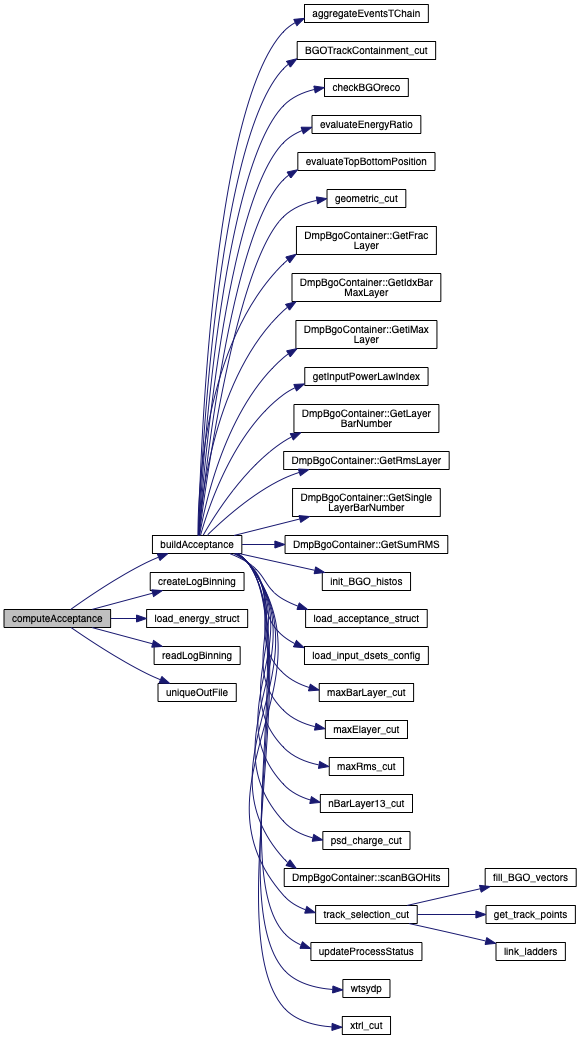 aggregateEventsTChain
BGOTrackContainment_cut
checkBGOreco
evaluateEnergyRatio
evaluateTopBottomPosition
geometric_cut
DmpBgoContainer::GetFrac
Layer
DmpBgoContainer::GetIdxBar
MaxLayer
DmpBgoContainer::GetiMax
Layer
getInputPowerLawIndex
DmpBgoContainer::GetLayer
BarNumber
DmpBgoContainer::GetRmsLayer
DmpBgoContainer::GetSingle
LayerBarNumber
buildAcceptance
DmpBgoContainer::GetSumRMS
createLogBinning
init_BGO_histos
computeAcceptance
load_energy_struct
load_acceptance_struct
readLogBinning
load_input_dsets_config
uniqueOutFile
maxBarLayer_cut
maxElayer_cut
maxRms_cut
nBarLayer13_cut
psd_charge_cut
DmpBgoContainer::scanBGOHits
fill_BGO_vectors
track_selection_cut
get_track_points
updateProcessStatus
link_ladders
wtsydp
xtrl_cut